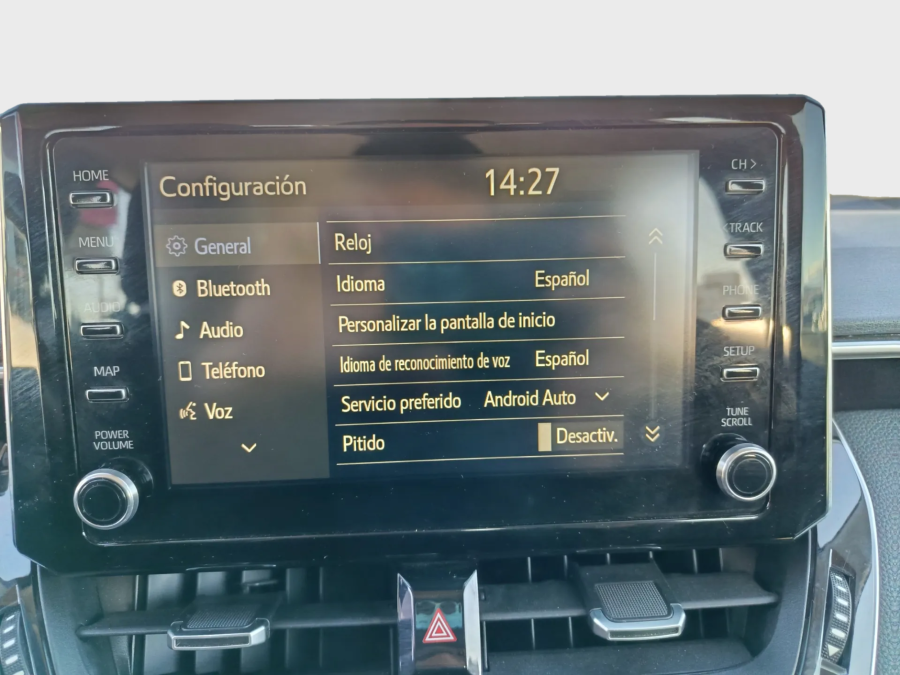 HOME
MENU
AUDIO
MAP
POWER
VOLUME
Configuración
14:27
General
Bluetooth
Audio
Teléfono
Voz
Reloj
Idioma Español
Personalizar la pantalla de inicio
Idioma de reconocimiento de voz Español
Servicio preferido Android Auto
Pitido Desactiv.
CH >
<TRACK
PHONE
SETUP
TUNE
SCROLL